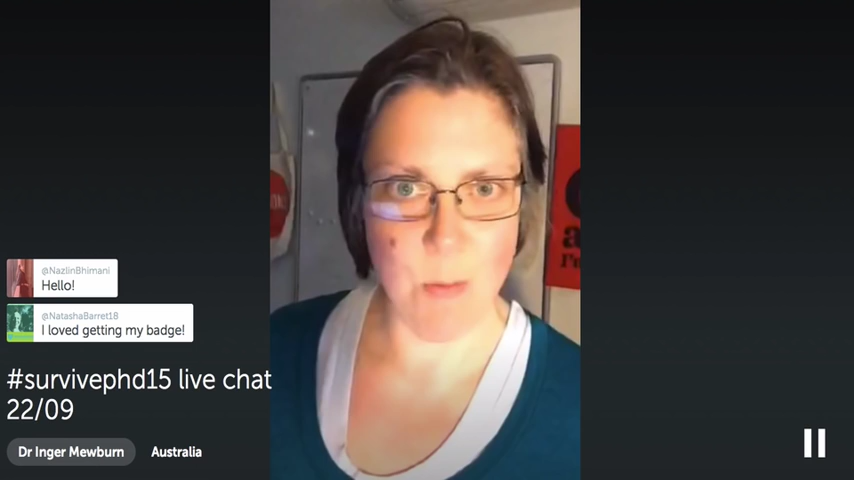 @NazlinBhimani
Hello!
@NatashaBarret18
I loved getting my badge!
#survivephd15 live chat
22/09
Dr Inger Mewburn
Australia